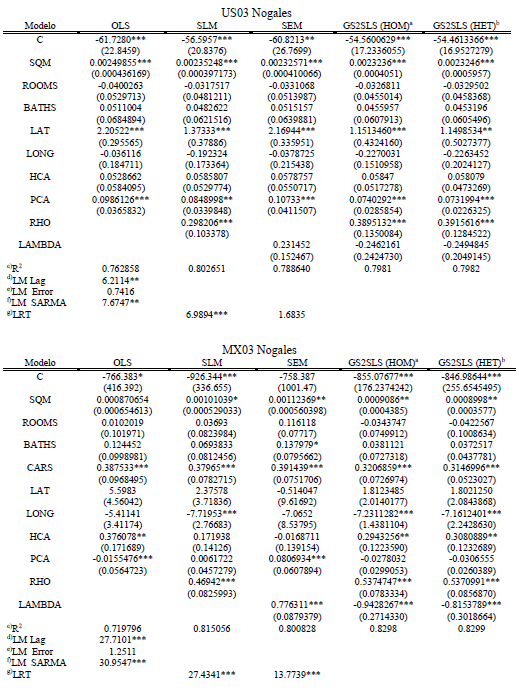 US03 Nogales
Modelo OLS SLM SEM GS2SLS (HOM)a GS2SLS (HET)b
C -61.7280*** -56.5957*** -60.8213** -54.5600629*** -54.4613366***
(22.8459) (20.8376) (26.7699) (17.2336055) (16.9527279)
SQM 0.00249855*** 0.00235248*** 0.00232571*** 0.0023236*** 0.0023246***
(0.000436169) (0.000397173) (0.000410066) (0.0004051) (0.0005957)
ROOMS -0.0400263 -0.0317517 -0.0331068 -0.0326811 -0.0329502
(0.0529713) (0.0481211) (0.0513987) (0.0455014) (0.0458368)
BATHS 0.0511004 0.0482622 0.0515157 0.0455957 0.0453196
(0.0684894) (0.0621516) (0.0639881) (0.0607913) (0.0605496)
LAT 2.20522*** 1.37333*** 2.16944*** 1.1513460*** 1.1498534**
(0.295565) (0.37886) (0.335951) (0.4324160) (0.5027377)
LONG -0.036116 -0.192324 -0.0378725 -0.2270031 -0.2263452
(0.184711) (0.173364) (0.215438) (0.1510958) (0.2024127)
HCA 0.0528662 0.0585807 0.0578757 0.05847 0.058079
(0.0584095) (0.0529774) (0.0550717) (0.0517278) (0.0473269)
PCA 0.0986126*** 0.0848998** 0.10733*** 0.0740292*** 0.0731994***
(0.0365832) (0.0339848) (0.0411507) (0.0285854) (0.0226325)
RHO 0.298206*** 0.3895132*** 0.3915616***
(0.103378) (0.1350084) (0.1284522)
LAMBDA 0.231452 -0.2462161 -0.2494845
(0.152467) (0.2424730) (0.2049145)
c)R2 0.762858 0.802651 0.788640 0.7981 0.7982
d)LM Lag 6.2114**
e)LM Error 0.7416
f)LM SARMA 7.6747**
g)LRT 6.9894*** 1.6835
MX03 Nogales
Modelo OLS SLM SEM GS2SLS (HOM)a GS2SLS (HET)b
C -766.383* -926.344*** -758.387 -855.07677*** -846.98644***
(416.392) (336.655) (1001.47) (176.2374242) (255.6545495)
SQM 0.000870654 0.00101039* 0.00112369** 0.0009086** 0.0008998**
(0.000654613) (0.000529033) (0.000560398) (0.0004385) (0.0003577)
ROOMS 0.0102019 0.03693 0.116118 -0.0343747 -0.0422567
(0.101971) (0.0823984) (0.07717) (0.0749912) (0.1008634)
BATHS 0.124452 0.0693833 0.137979* 0.0381121 0.0372517
(0.0998981) (0.0812456) (0.0795662) (0.0727318) (0.0437781)
CARS 0.387533*** 0.37965*** 0.391439*** 0.3206859*** 0.3146996***
(0.0968495) (0.0782715) (0.0751706) (0.0726974) (0.0523027)
LAT 5.5983 2.37578 -0.514047 1.8123485 1.8021250
(4.56042) (3.71836) (9.61692) (2.0140177) (2.0843868)
LONG -5.41141 -7.71953*** -7.0652 -7.2311282*** -7.1612401***
(3.41174) (2.76683) (8.53795) (1.4381104) (2.2428630)
HCA 0.376078** 0.171938 -0.0168711 0.2943256** 0.3080889**
(0.171689) (0.14126) (0.139154) (0.1223590) (0.1232689)
PCA -0.0155476*** 0.0061722 0.0806934*** -0.0278032 -0.0306555
(0.0564723) (0.0457279) (0.0607894) (0.0299053) (0.0260389)
RHO 0.46942*** 0.5374747*** 0.5370991***
(0.0825993) (0.0783334) (0.0856870)
LAMBDA 0.776311*** -0.9428267*** -0.8153789***
(0.0879379) (0.2714330) (0.3018664)
c)R2 0.719796 0.815056 0.800828 0.8298 0.8299
d)LM Lag 27.7101***
e)LM Error 1.2511
f)LM SARMA 30.9547***
g)LRT 27.4341*** 13.7739***